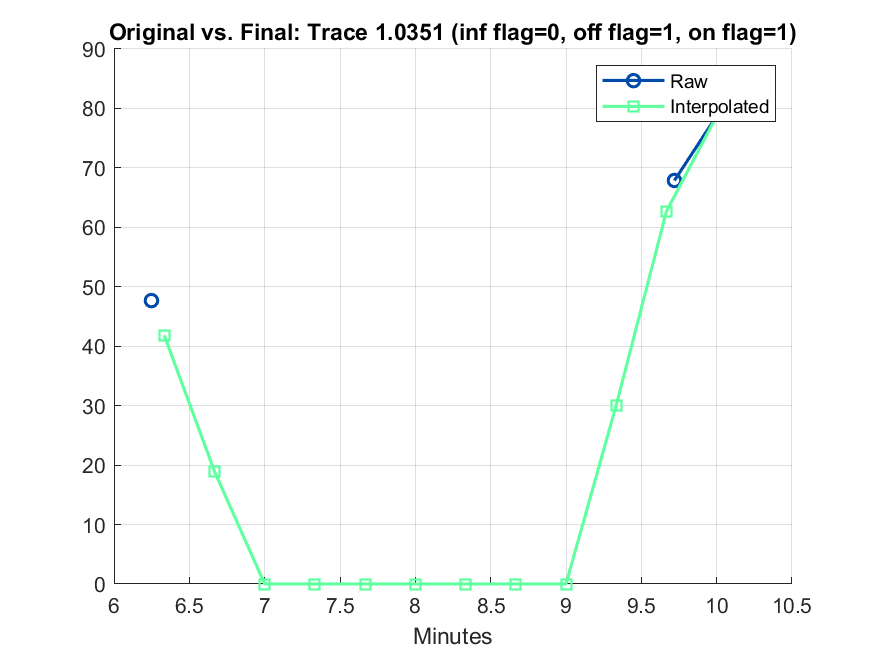 Original vs. Final: Trace 1.0351 (inf flag=0, off flag=1, on flag=1)
90
80
70
60
50
40
30
20
10
0
Raw
Interpolated
6 6.5 7 7.5 8 8.5 9 9.5 10 10.5
Minutes